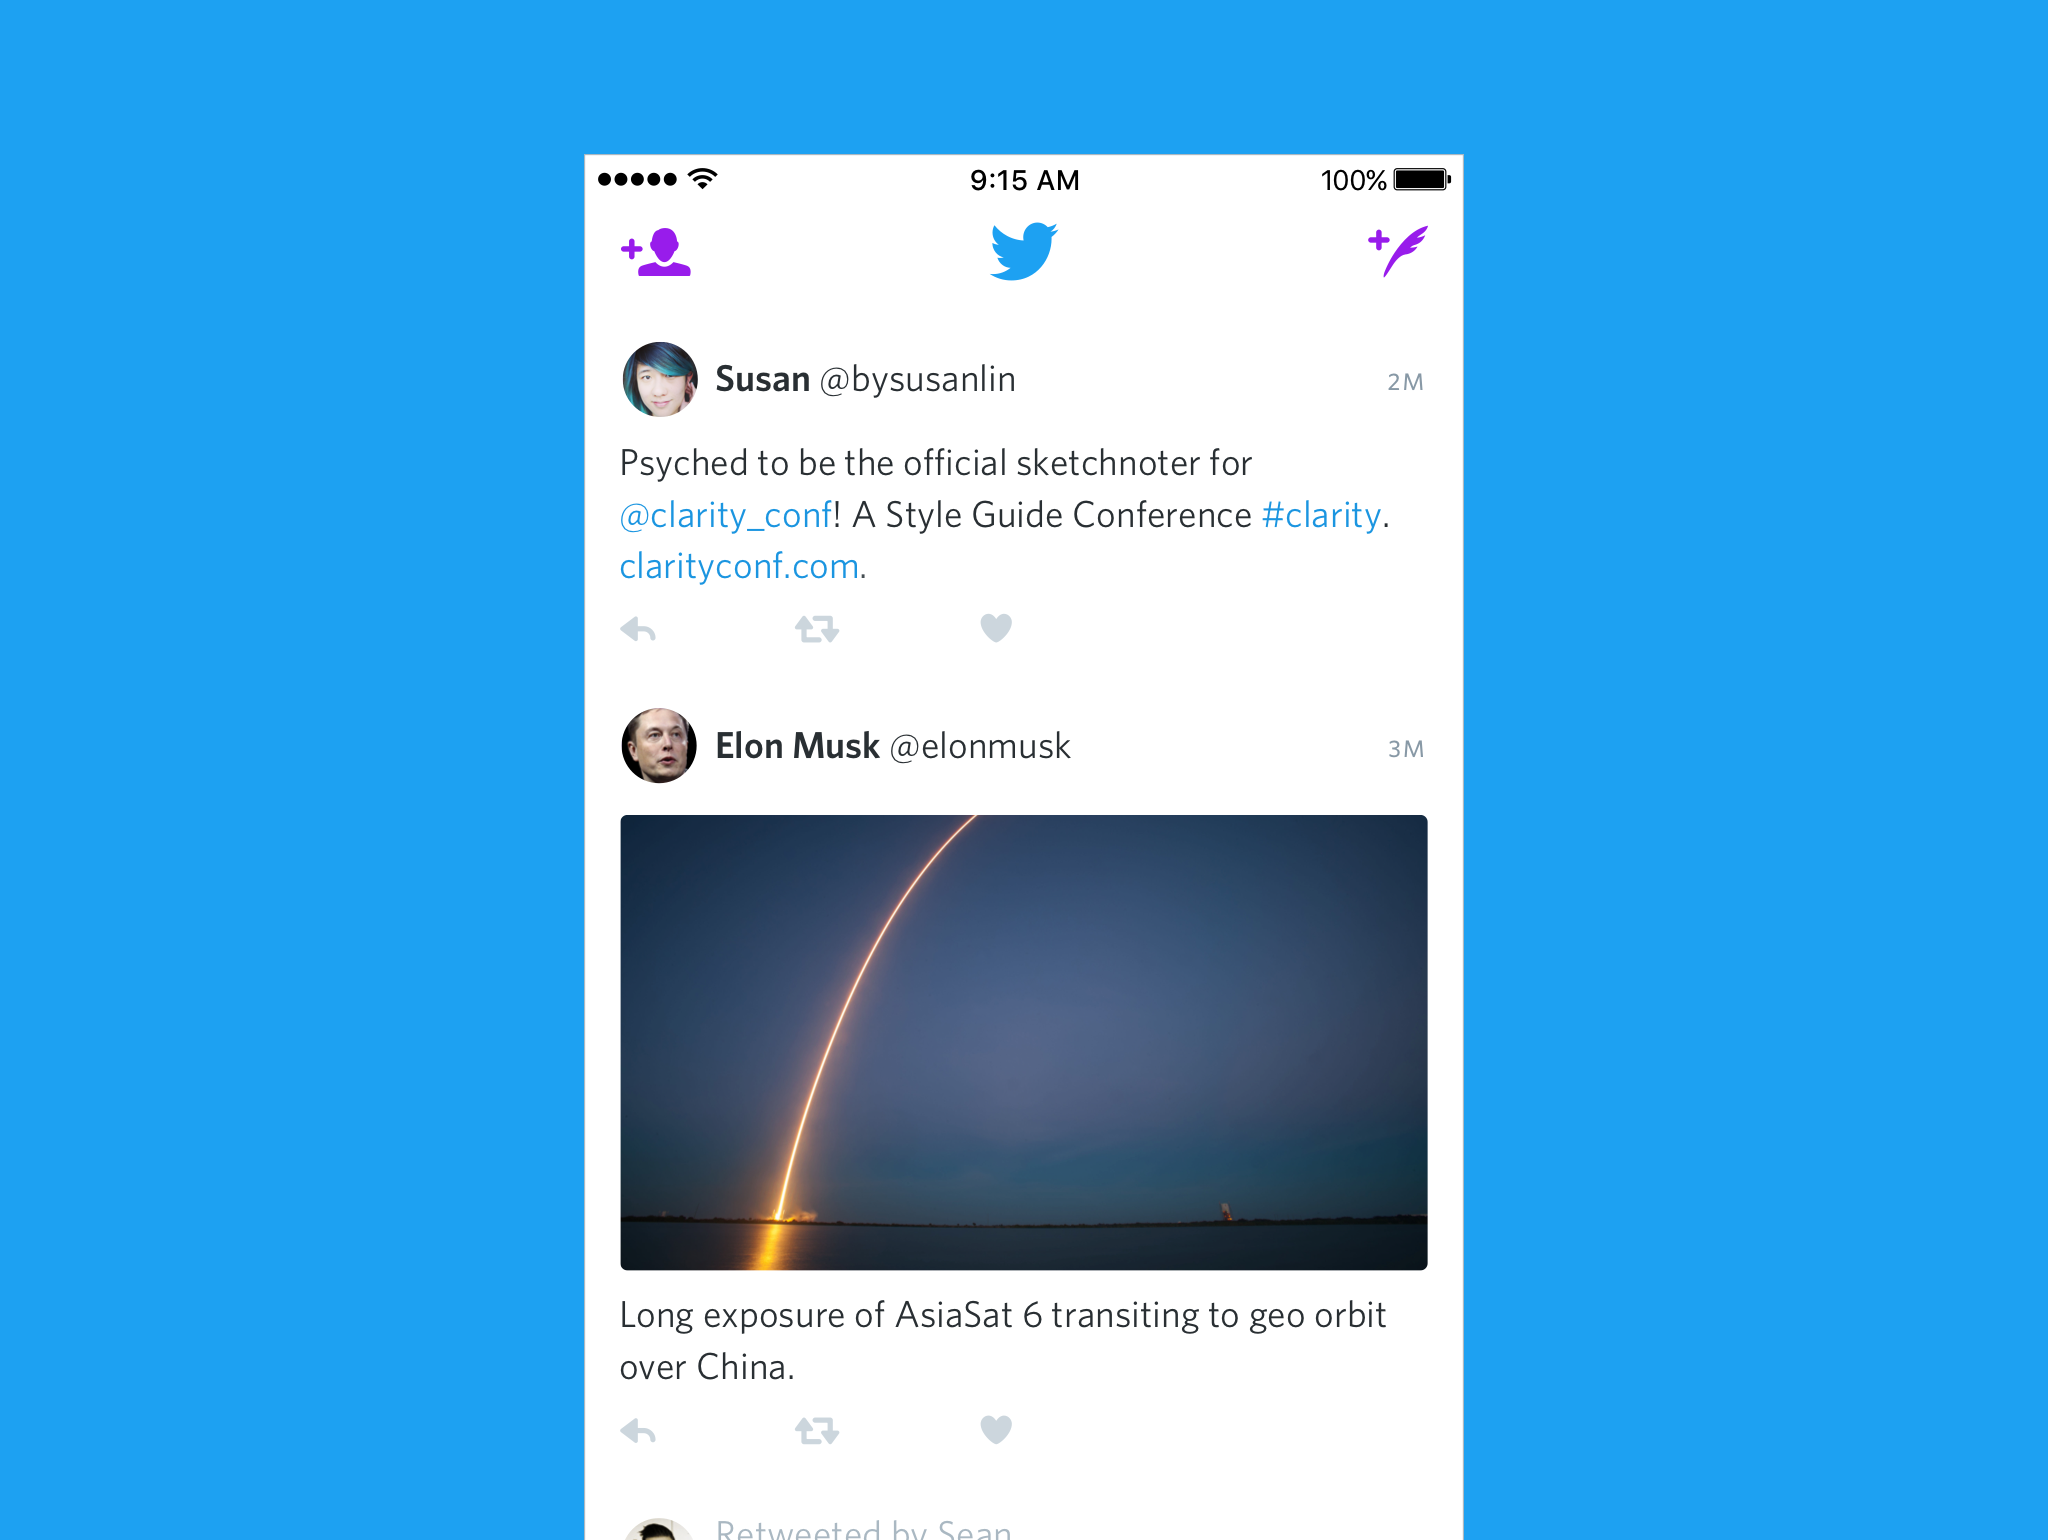 9:15 AM 100%
Susan @bysusanlin 2M
Psyched to be the official sketchnoter for
@clarity_conf! A Style Guide Conference #clarity.
clarityconf.com.
Elon Musk @elonmusk 3M
Long exposure of AsiaSat 6 transiting to geo orbit
over China.
Retweeted by Sean